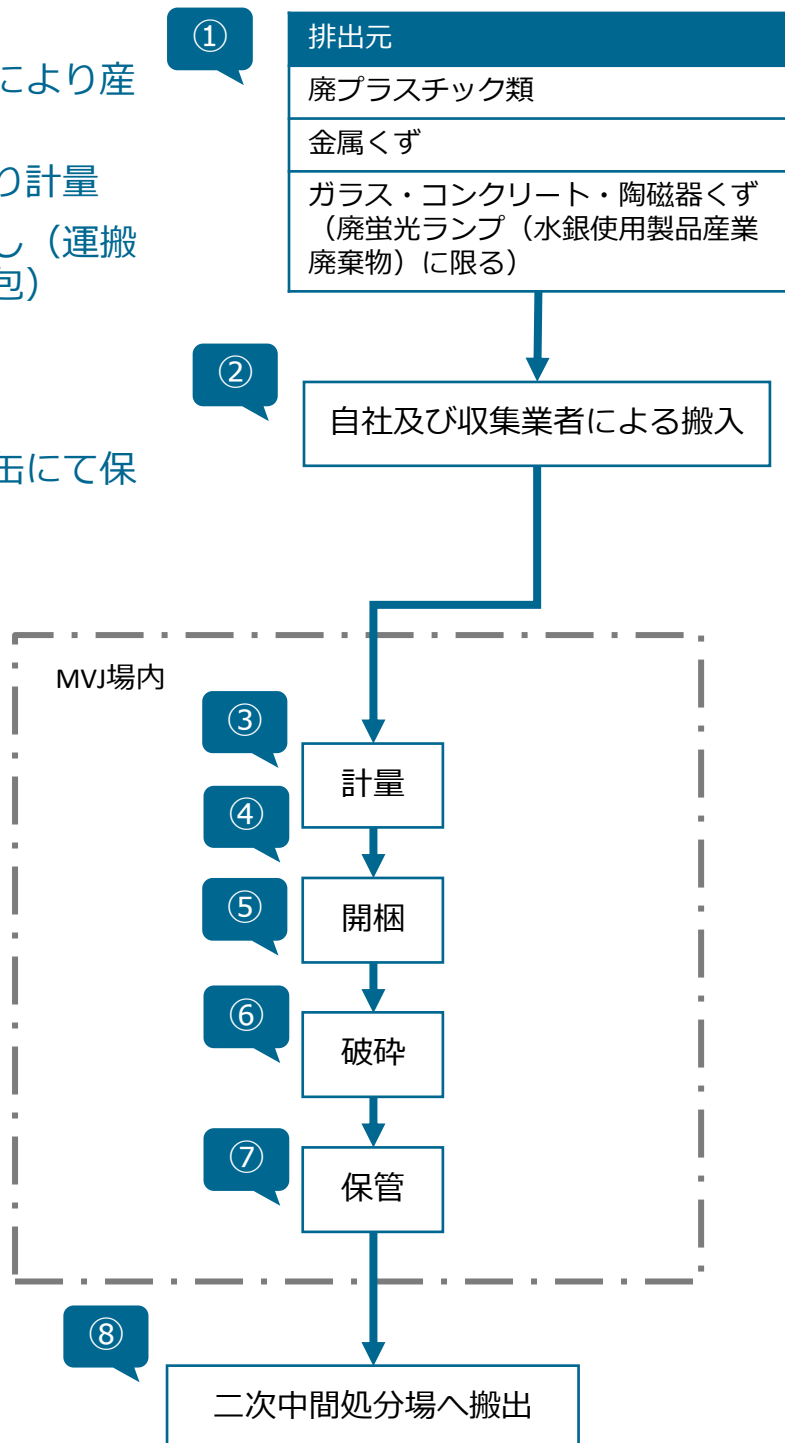 により産
り計量
し（運搬
包）
缶にて保
①
排出元
廃プラスチック類
金属くず
ガラス・コンクリート・陶磁器くず
（廃蛍光ランプ（水銀使用製品産業
廃棄物）に限る）
②
自社及び収集業者による搬入
MVJ場内
③
計量
④
⑤
開梱
⑥
破砕
⑦
保管
⑧
二次中間処分場へ搬出